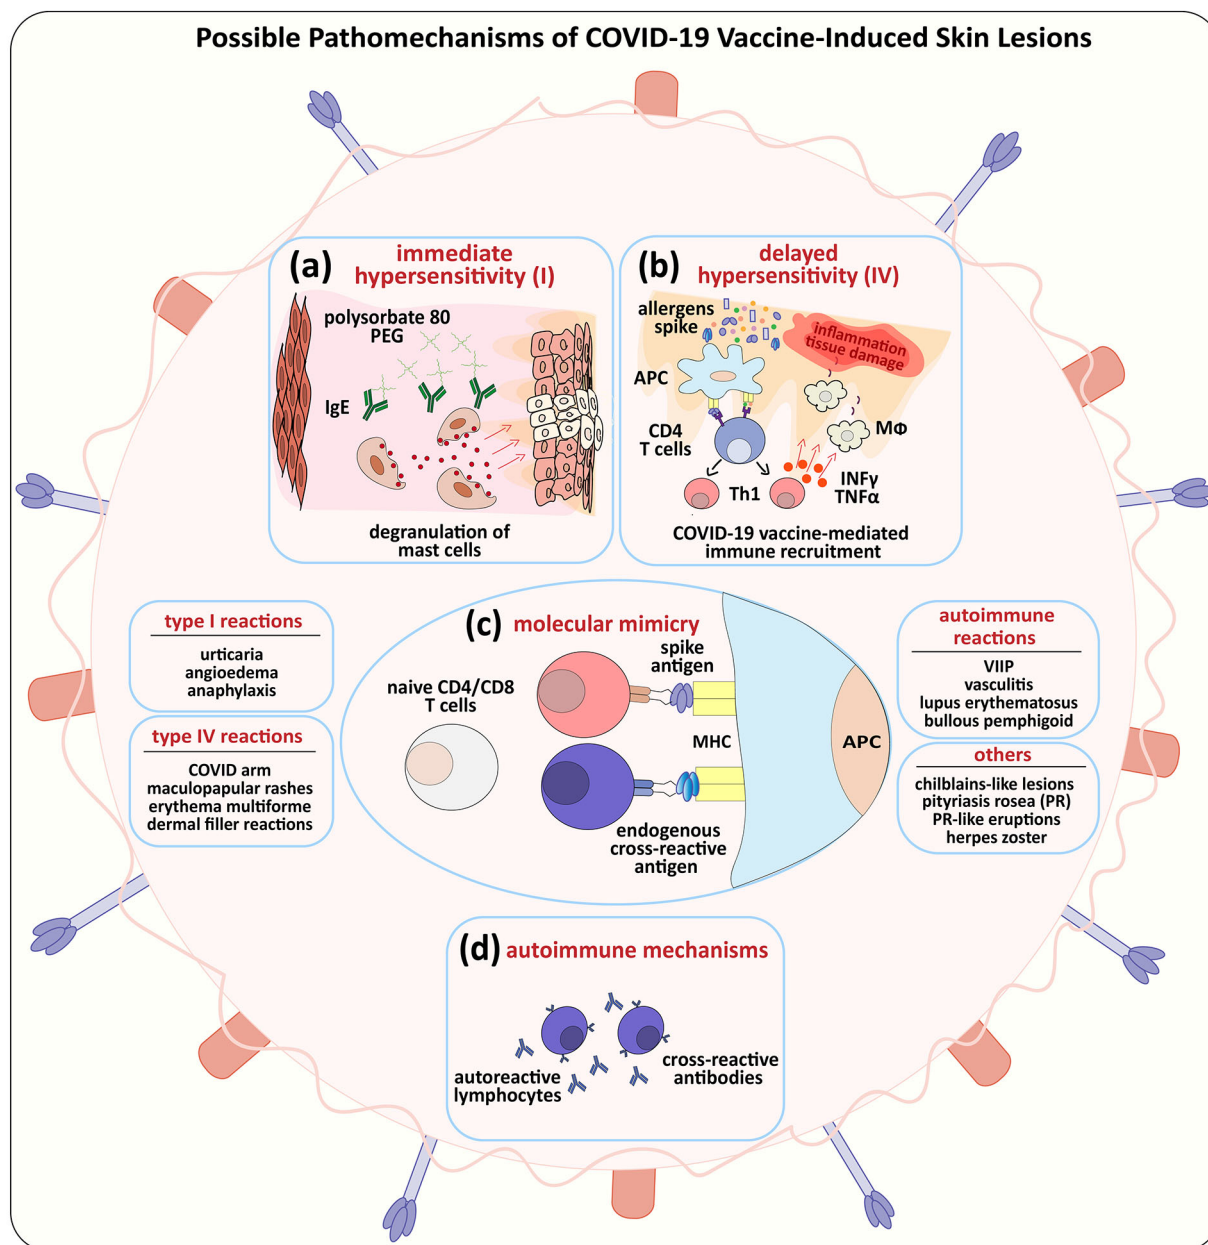 Possible Pathomechanisms of COVID-19 Vaccine-Induced Skin Lesions
(a)
immediate
hypersensitivity (I)
polysorbate 80
PEG
IgE
degranulation of
mast cells
(b)
delayed
hypersensitivity (IV)
allergens
spike
inflammation
tissue damage
APC
CD4
T cells
MΦ
Th1
INFγ
TNFα
COVID-19 vaccine-mediated
immune recruitment
type I reactions
urticaria
angioedema
anaphylaxis
type IV reactions
COVID arm
maculopapular rashes
erythema multiforme
dermal filler reactions
(c)
molecular mimicry
spike
antigen
naive CD4/CD8
T cells
MHC
APC
endogenous
cross-reactive
antigen
autoimmune
reactions
VIIP
vasculitis
lupus erythematosus
bullous pemphigoid
others
chilblains-like lesions
pityriasis rosea (PR)
PR-like eruptions
herpes zoster
(d)
autoimmune mechanisms
autoreactive
lymphocytes
cross-reactive
antibodies